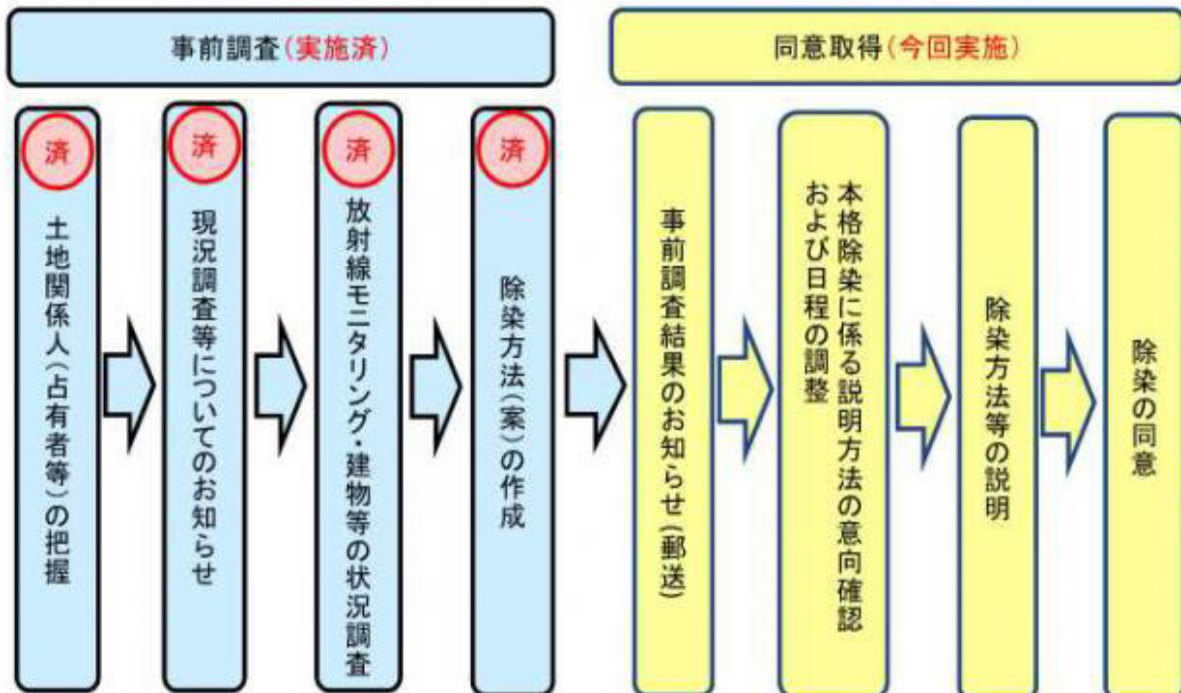 事前調査(実施済)
同意取得(今回実施)
済
土地関係人(占有者等)の把握
済
現況調査等についてのお知らせ
済
放射線モニタリング・建物等の状況調査
済
除染方法(案)の作成
事前調査結果のお知らせ(郵送)
本格除染に係る説明方法の意向確認
および日程の調整
除染方法等の説明
除染の同意